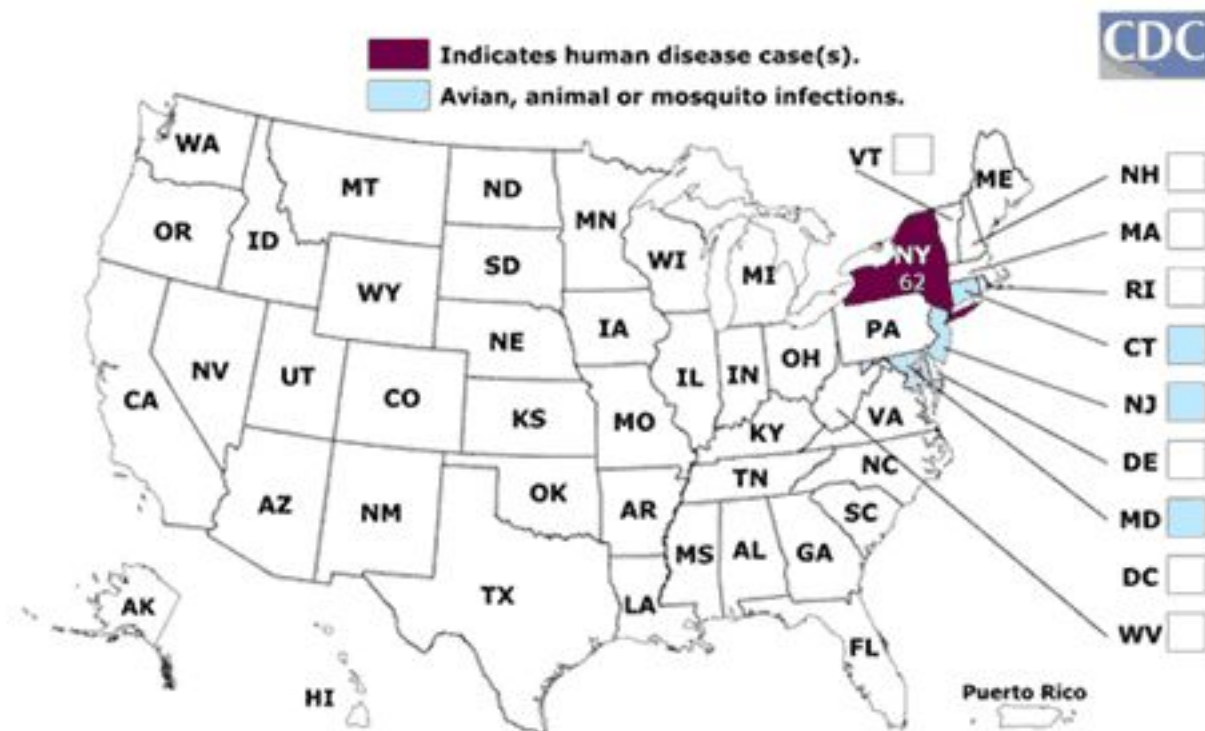 CDC
Indicates human disease case(s).
Avian, animal or mosquito infections.
VT
WA
MT
ND
MN
ME
NH
OR
ID
SD
WI
MI
NY
62
MA
WY
RI
IA
NE
PA
CT
NV
UT
CO
IL
IN
OH
NJ
CA
KS
MO
KY
VA
DE
AZ
NM
OK
AR
TN
NC
MD
SC
MS
AL
GA
DC
AK
TX
LA
WV
FL
HI
Puerto Rico